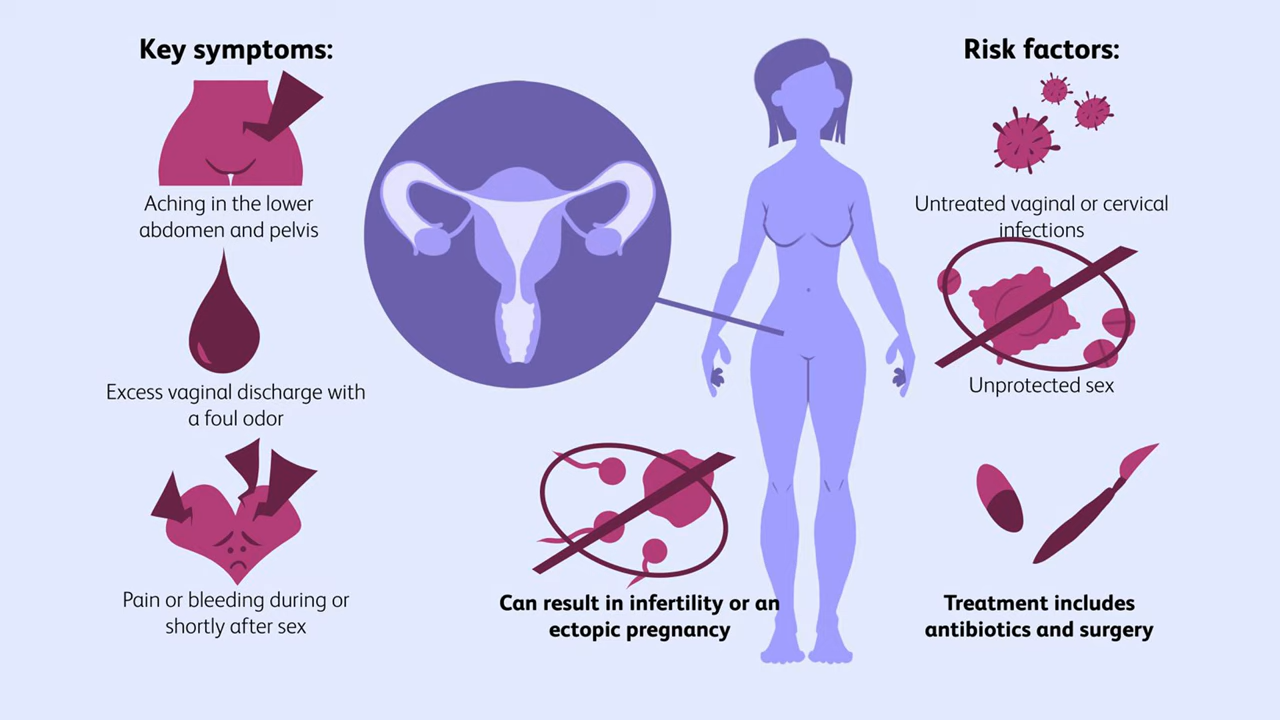 Key symptoms:
Aching in the lower
abdomen and pelvis
Excess vaginal discharge with
a foul odor
Pain or bleeding during or
shortly after sex
Can result in infertility or an
ectopic pregnancy
Risk factors:
Untreated vaginal or cervical
infections
Unprotected sex
Treatment includes
antibiotics and surgery